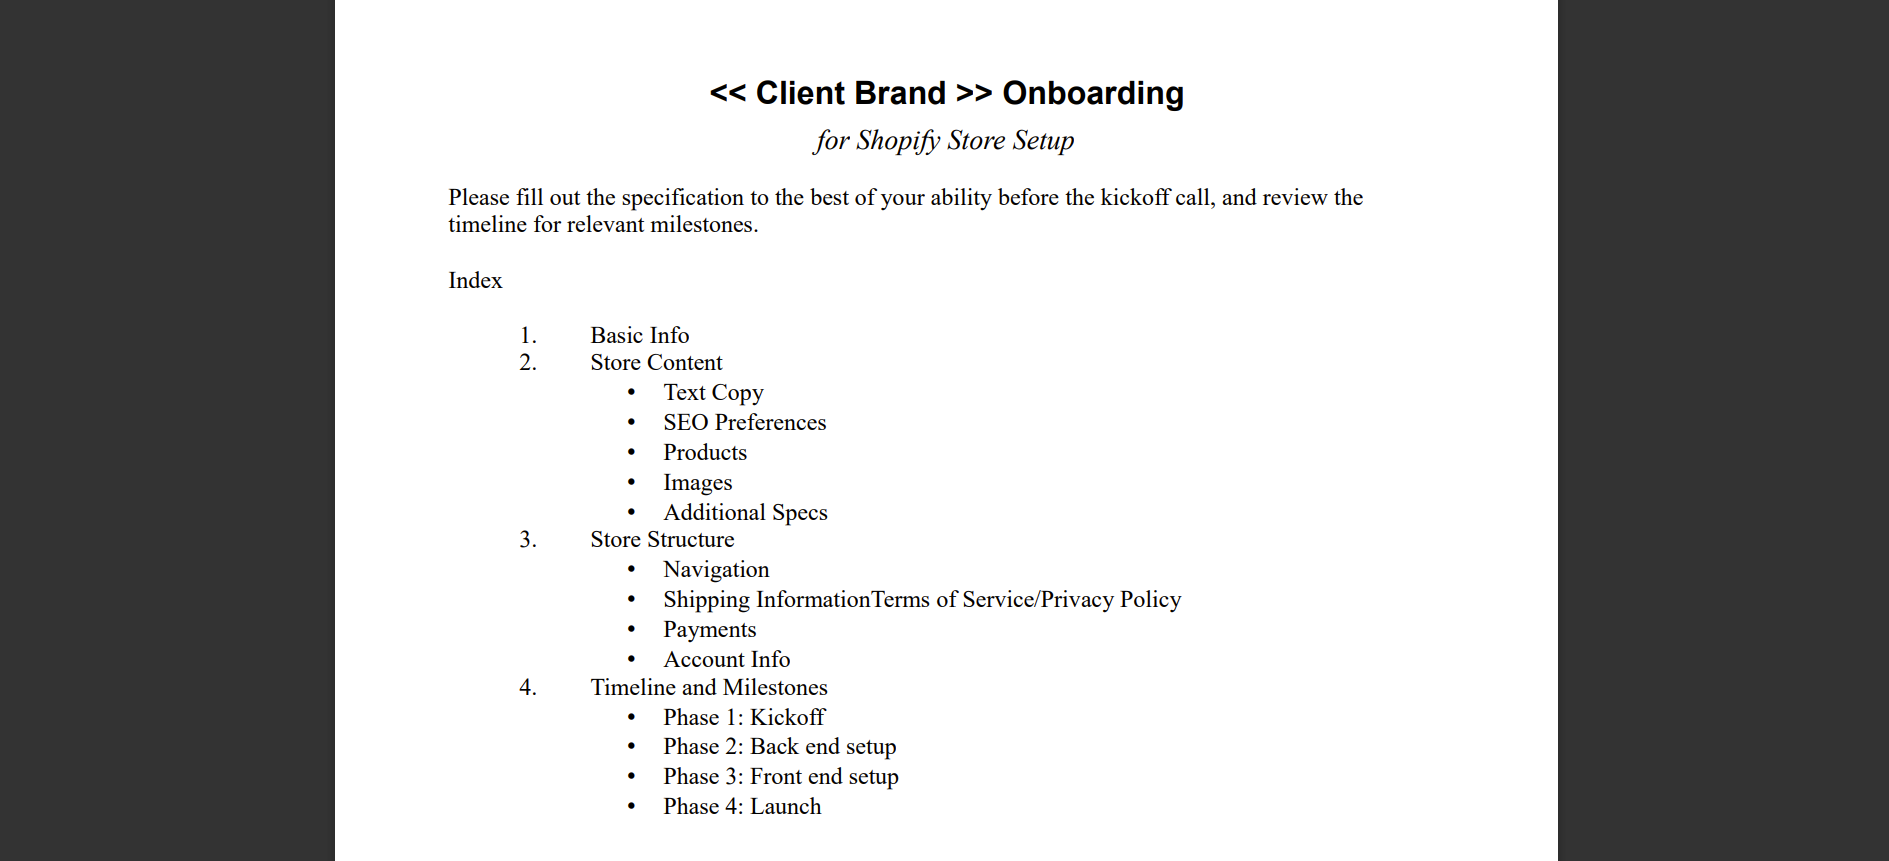 << Client Brand >> Onboarding
for Shopify Store Setup
Please fill out the specification to the best of your ability before the kickoff call, and review the
timeline for relevant milestones.
Index
1. Basic Info
2. Store Content
• Text Copy
• SEO Preferences
• Products
• Images
• Additional Specs
3. Store Structure
• Navigation
• Shipping InformationTerms of Service/Privacy Policy
• Payments
• Account Info
4. Timeline and Milestones
• Phase 1: Kickoff
• Phase 2: Back end setup
• Phase 3: Front end setup
• Phase 4: Launch